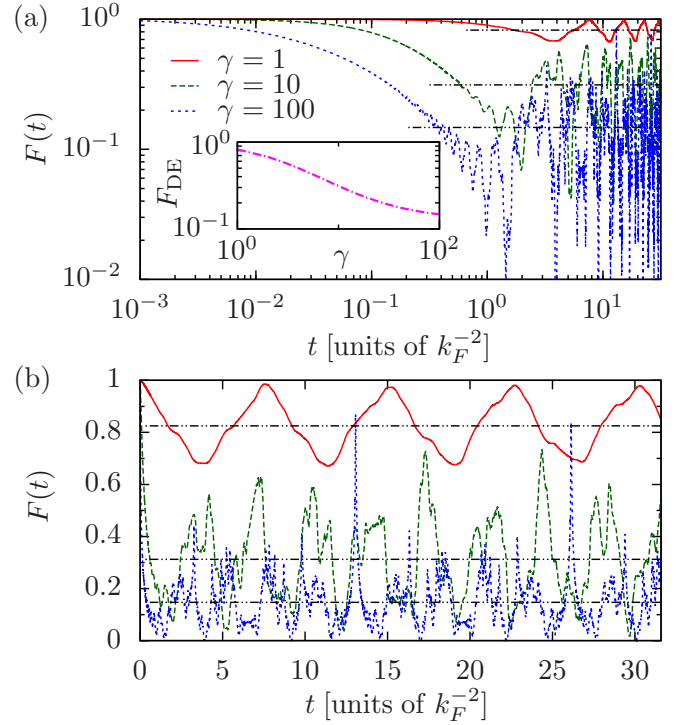 (a)
10^0
γ = 1
γ = 10
γ = 100
F(t)
10^{-1}
10^{-2}
F_{DE}
10^0
10^{-1}
10^0
γ
10^2
10^{-3}
10^{-2}
10^{-1}
10^0
10^1
t [units of k_F^{-2}]
(b)
1
0.8
0.6
0.4
0.2
0
F(t)
0
5
10
15
20
25
30
t [units of k_F^{-2}]